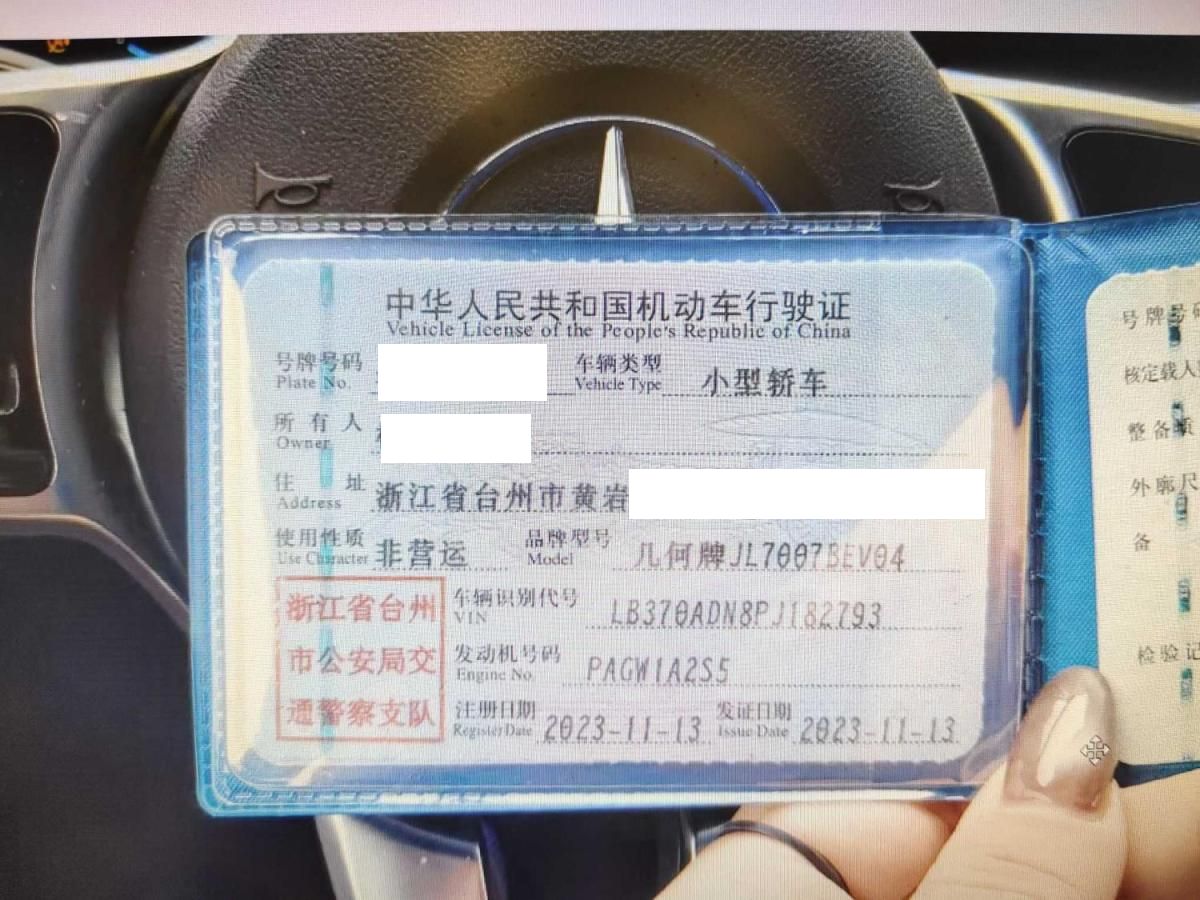 中华人民共和国机动车行驶证
Vehicle License of the People's Republic of China
号牌号码 车辆类型 小型轿车
Plate No. Vehicle Type
所有人
Owner
住址 浙江省台州市黄岩
Address
使用性质 非营运 品牌型号 几何牌JL7007BEV04
Use Character Model
浙江省台州
市公安局交
通警察支队
车辆识别代号 LB370ADN8PJ182793
VIN
发动机号码 PAGW1A2S5
Engine No.
注册日期 2023-11-13 发证日期 2023-11-13
Register Date Issue Date
号牌号码
核定载人
整备质
外廓尺
备
检验记